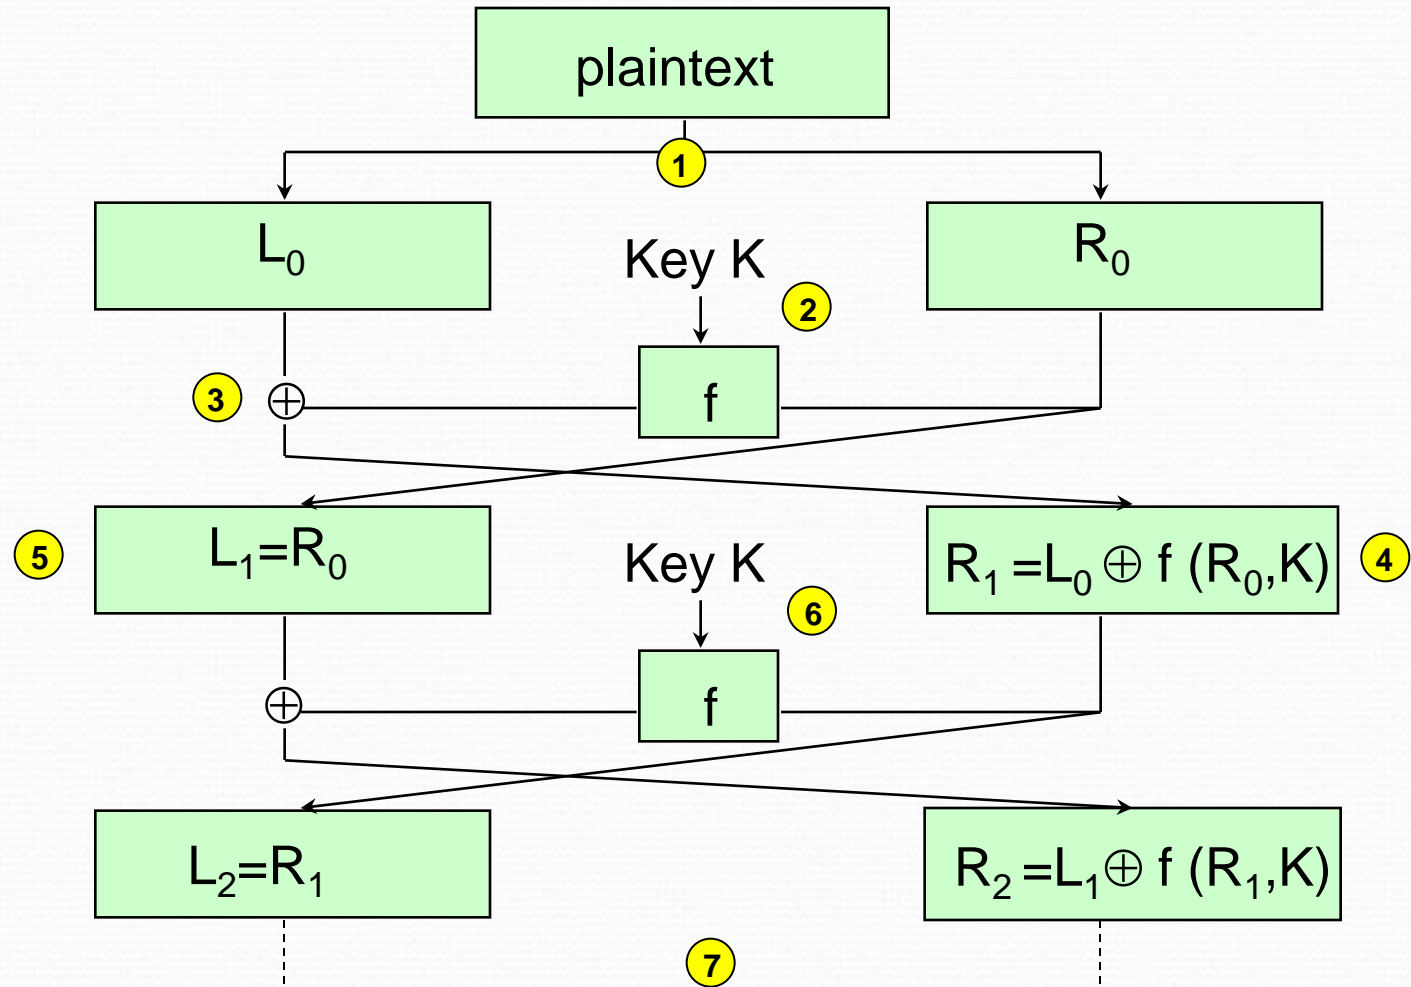 plaintext
1
L₀
Key K
R₀
2
3
f
5
L₁=R₀
Key K
R₁ =L₀ ⊕ f (R₀,K)
4
6
f
L₂=R₁
R₂ =L₁⊕ f (R₁,K)
7